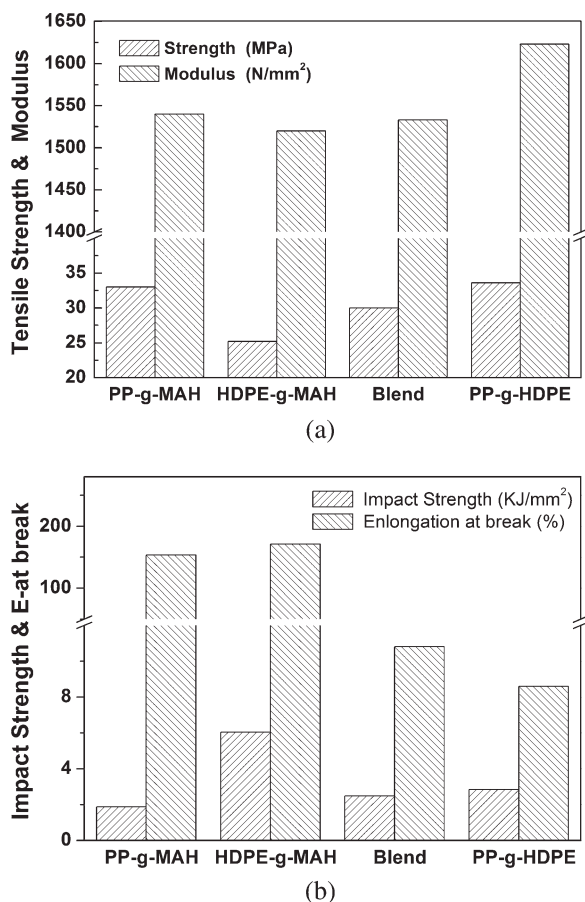 Tensile Strength & Modulus
1650
1600
1550
1500
1450
1400
35
30
25
20
Strength (MPa)
Modulus (N/mm²)
PP-g-MAH HDPE-g-MAH Blend PP-g-HDPE
(a)
Impact Strength & E-at break
200
100
8
4
0
Impact Strength (KJ/mm²)
Enlongation at break (%)
PP-g-MAH HDPE-g-MAH Blend PP-g-HDPE
(b)